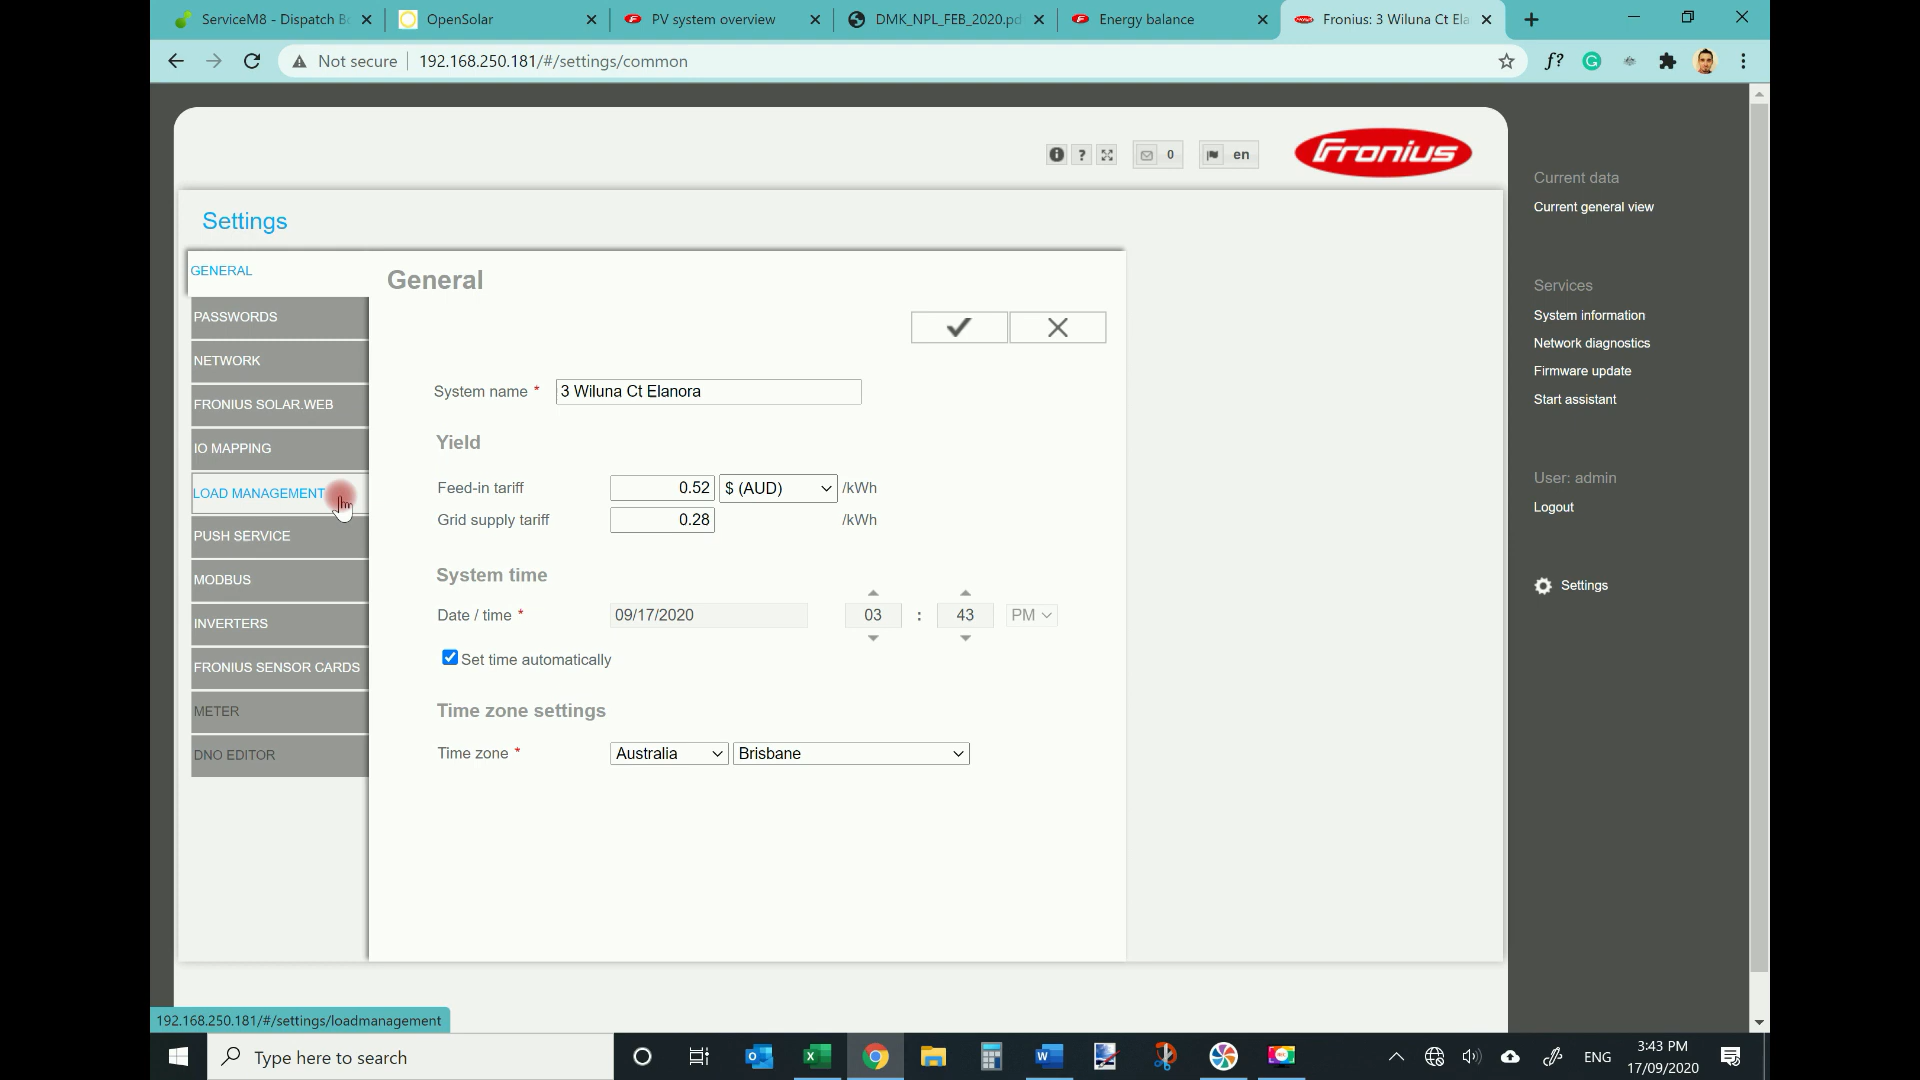 ServiceM8 - Dispatch Bo
OpenSolar
PV system overview
DMK_NPL_FEB_2020.pd
Energy balance
Fronius: 3 Wiluna Ct Ela
Not secure
192.168.250.181/#/settings/common
f?
G
i
?
0
en
Fronius
Settings
GENERAL
PASSWORDS
NETWORK
FRONIUS SOLAR.WEB
IO MAPPING
LOAD MANAGEMENT
PUSH SERVICE
MODBUS
INVERTERS
FRONIUS SENSOR CARDS
METER
DNO EDITOR
General
System name *
3 Wiluna Ct Elanora
Yield
Feed-in tariff
0.52
$ (AUD)
/kWh
Grid supply tariff
0.28
/kWh
System time
Date / time *
09/17/2020
03
:
43
PM
Set time automatically
Time zone settings
Time zone *
Australia
Brisbane
Current data
Current general view
Services
System information
Network diagnostics
Firmware update
Start assistant
User: admin
Logout
Settings
192.168.250.181/#/settings/loadmanagement
Type here to search
ENG
3:43 PM
17/09/2020